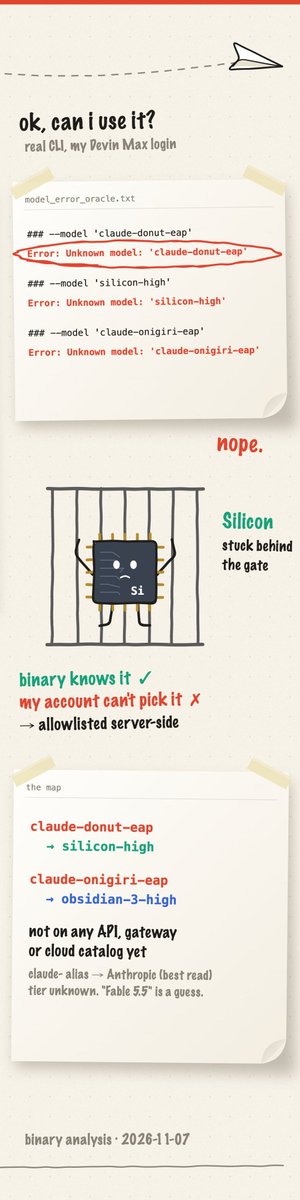 ok, can i use it?
real CLI, my Devin Max login
model_error_oracle.txt
### --model 'claude-donut-eap'
Error: Unknown model: 'claude-donut-eap'
### --model 'silicon-high'
Error: Unknown model: 'silicon-high'
### --model 'claude-onigiri-eap'
Error: Unknown model: 'claude-onigiri-eap'
nope.
Si
Silicon
stuck behind
the gate
binary knows it ✓
my account can't pick it ✗
→ allowlisted server-side
the map
claude-donut-eap
→ silicon-high
claude-onigiri-eap
→ obsidian-3-high
not on any API, gateway
or cloud catalog yet
claude- alias → Anthropic (best read)
tier unknown. "Fable 5.5" is a guess.
binary analysis · 2026-11-07